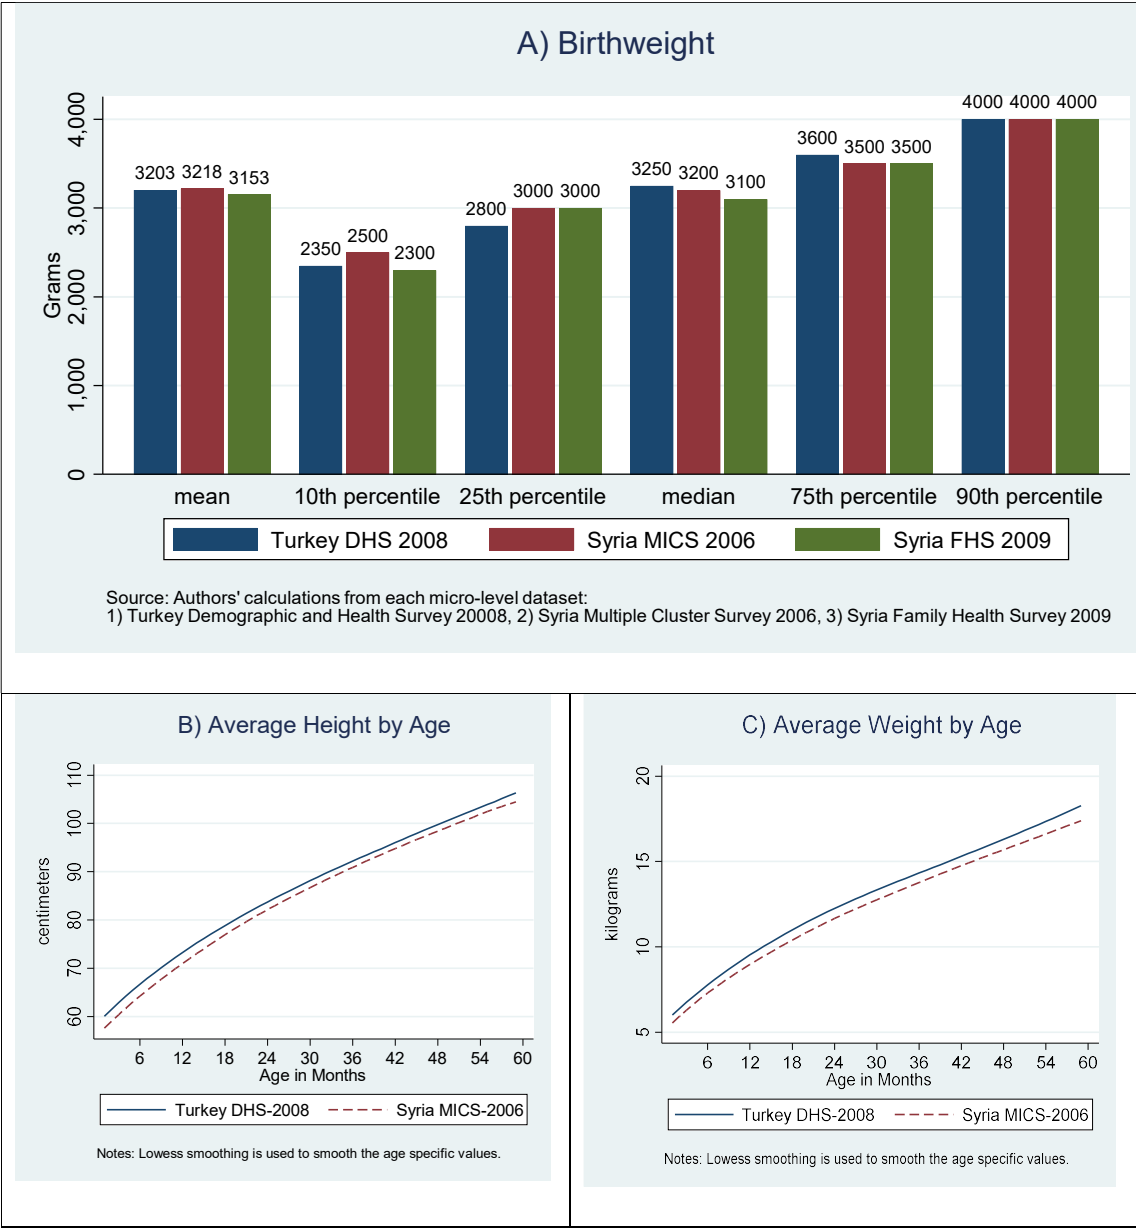 A) Birthweight
4,000
3,000
2,000
1,000
0
Grams
3203 3218 3153
2350 2500 2300
2800 3000 3000
3250 3200 3100
3600 3500 3500
4000 4000 4000
mean 10th percentile 25th percentile median 75th percentile 90th percentile
Turkey DHS 2008 Syria MICS 2006 Syria FHS 2009
Source: Authors' calculations from each micro-level dataset:
1) Turkey Demographic and Health Survey 20008, 2) Syria Multiple Cluster Survey 2006, 3) Syria Family Health Survey 2009
B) Average Height by Age
110
100
90
80
70
60
centimeters
6 12 18 24 30 36 42 48 54 60
Age in Months
Turkey DHS-2008 Syria MICS-2006
Notes: Lowess smoothing is used to smooth the age specific values.
C) Average Weight by Age
20
15
10
5
kilograms
6 12 18 24 30 36 42 48 54 60
Age in Months
Turkey DHS-2008 Syria MICS-2006
Notes: Lowess smoothing is used to smooth the age specific values.